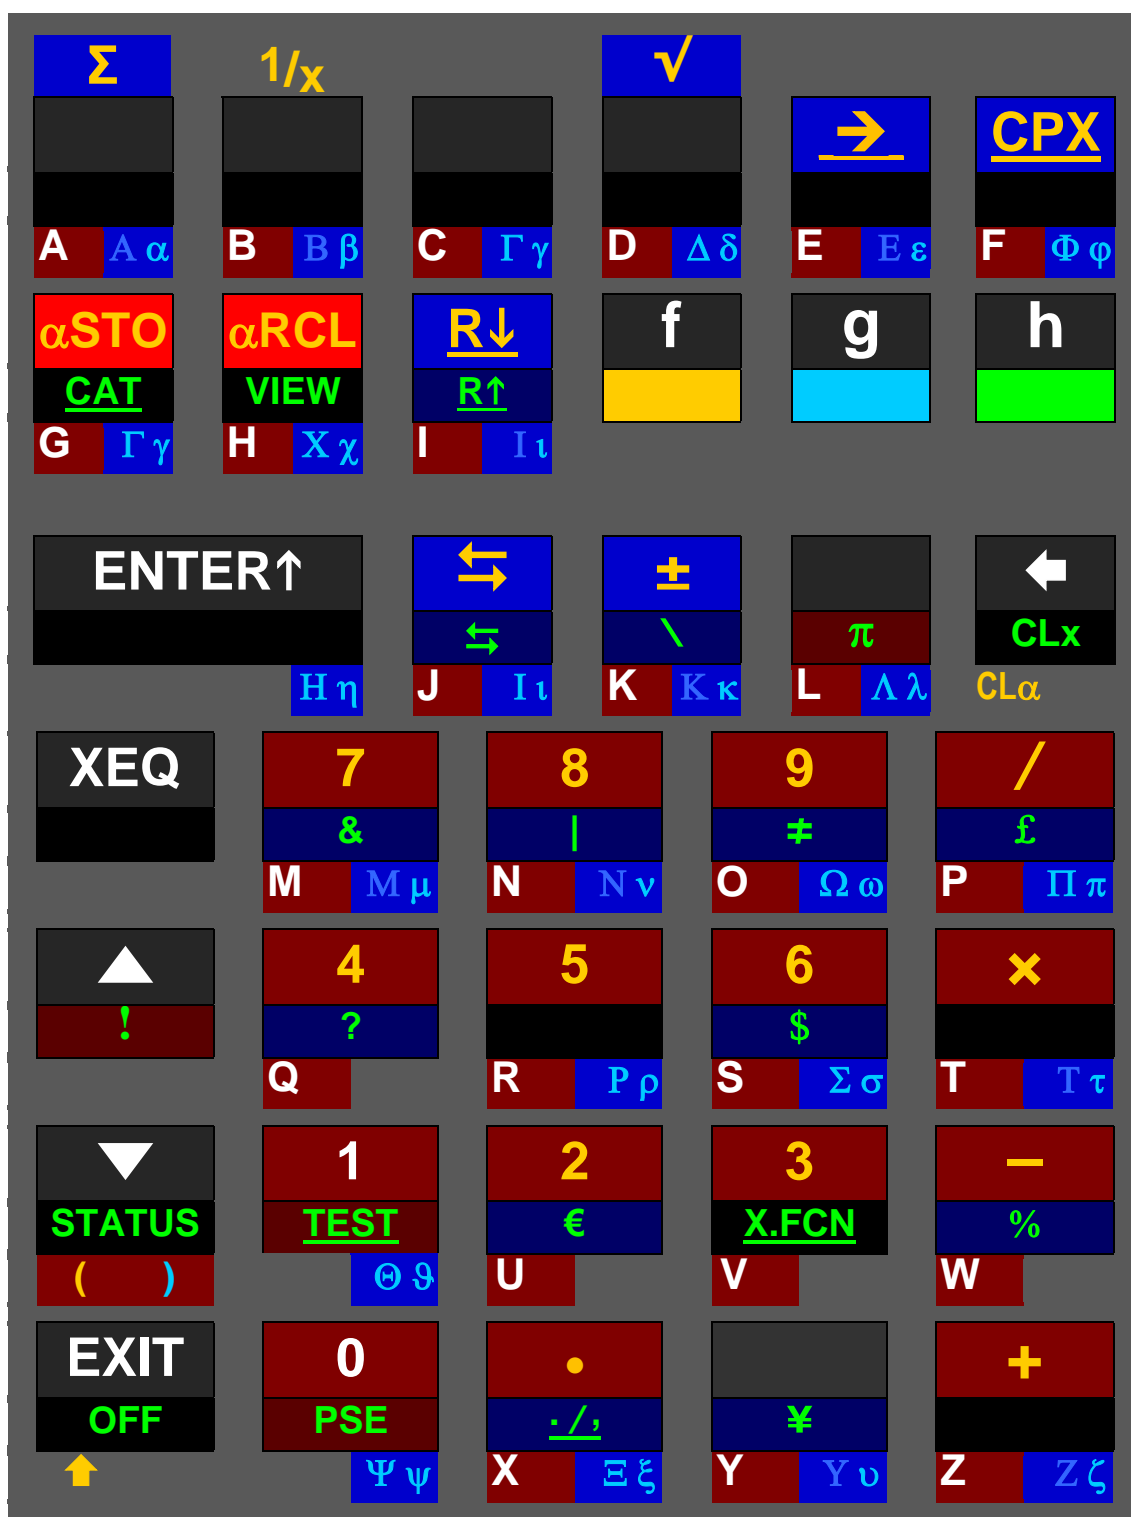 Σ 1/x √
→ CPX
A Α α B Β β C Γ γ D Δ δ E Ε ε F Φ φ
αSTO αRCL R↓ f g h
CAT VIEW R↑
G Γ γ H Χ χ I Ι ι
ENTER↑ ⇆ ± 🡄
⇆ \ π CLx
Η η J Ι ι K Κ κ L Λ λ CLα
XEQ 7 8 9 /
& | ≠ £
M Μ μ N Ν ν O Ω ω P Π π
▲ 4 5 6 ×
! ? $
Q R Ρ ρ S Σ σ T Τ τ
▼ 1 2 3 −
STATUS TEST € X.FCN %
( ) Θ ϑ U V W
EXIT 0 . +
OFF PSE ./, ¥
🡅 Ψ ψ X Ξ ξ Y Υ υ Z Ζ ζ